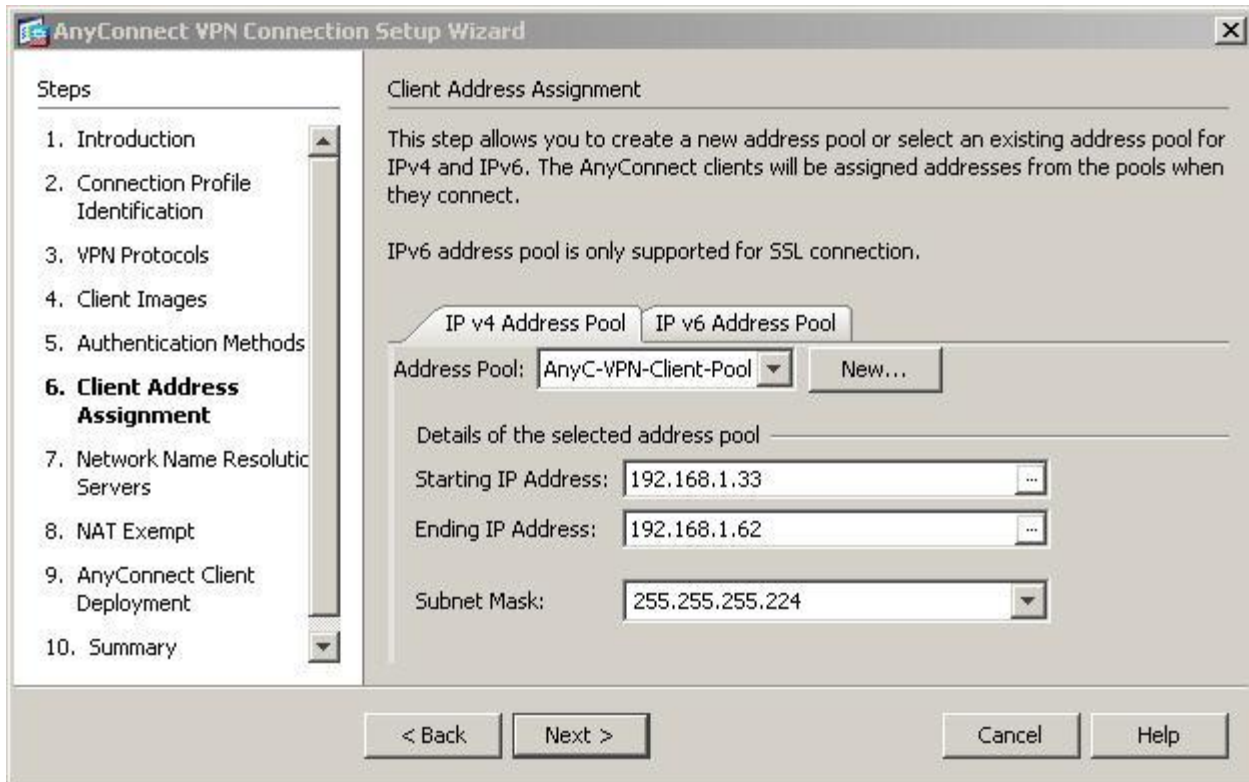 AnyConnect VPN Connection Setup Wizard
Steps
1. Introduction
2. Connection Profile
Identification
3. VPN Protocols
4. Client Images
5. Authentication Methods
6. Client Address
Assignment
7. Network Name Resolutic
Servers
8. NAT Exempt
9. AnyConnect Client
Deployment
10. Summary
Client Address Assignment
This step allows you to create a new address pool or select an existing address pool for
IPv4 and IPv6. The AnyConnect clients will be assigned addresses from the pools when
they connect.
IPv6 address pool is only supported for SSL connection.
IP v4 Address Pool IP v6 Address Pool
Address Pool: AnyC-VPN-Client-Pool New...
Details of the selected address pool
Starting IP Address: 192.168.1.33 ...
Ending IP Address: 192.168.1.62 ...
Subnet Mask: 255.255.255.224
< Back Next > Cancel Help